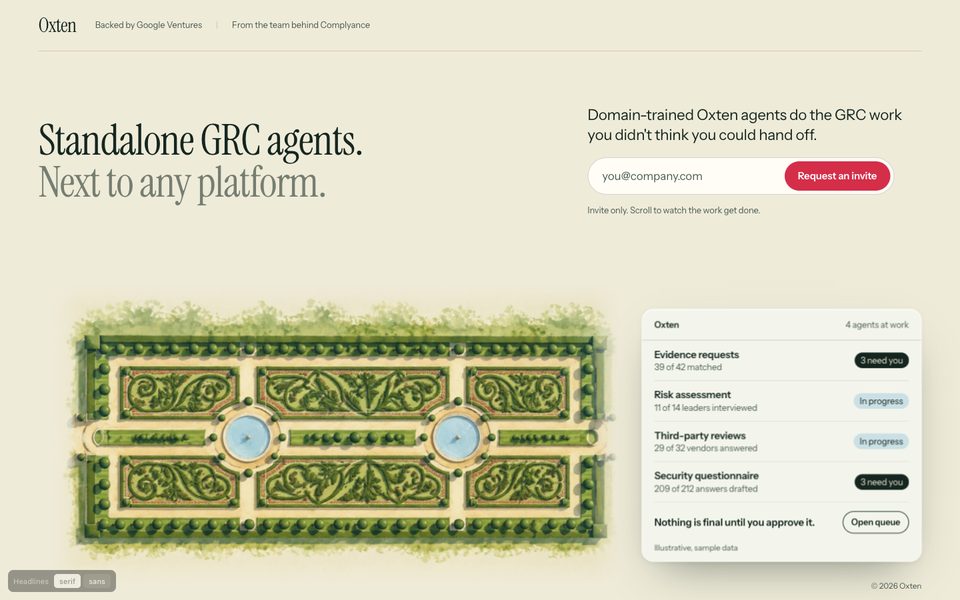 Oxten
Backed by Google Ventures | From the team behind Complyance
Standalone GRC agents.
Next to any platform.
Domain-trained Oxten agents do the GRC work
you didn't think you could hand off.
you@company.com
Request an invite
Invite only. Scroll to watch the work get done.
Oxten
4 agents at work
Evidence requests
39 of 42 matched
3 need you
Risk assessment
11 of 14 leaders interviewed
In progress
Third-party reviews
29 of 32 vendors answered
In progress
Security questionnaire
209 of 212 answers drafted
3 need you
Nothing is final until you approve it.
Open queue
Illustrative, sample data
Headlines serif sans
© 2026 Oxten